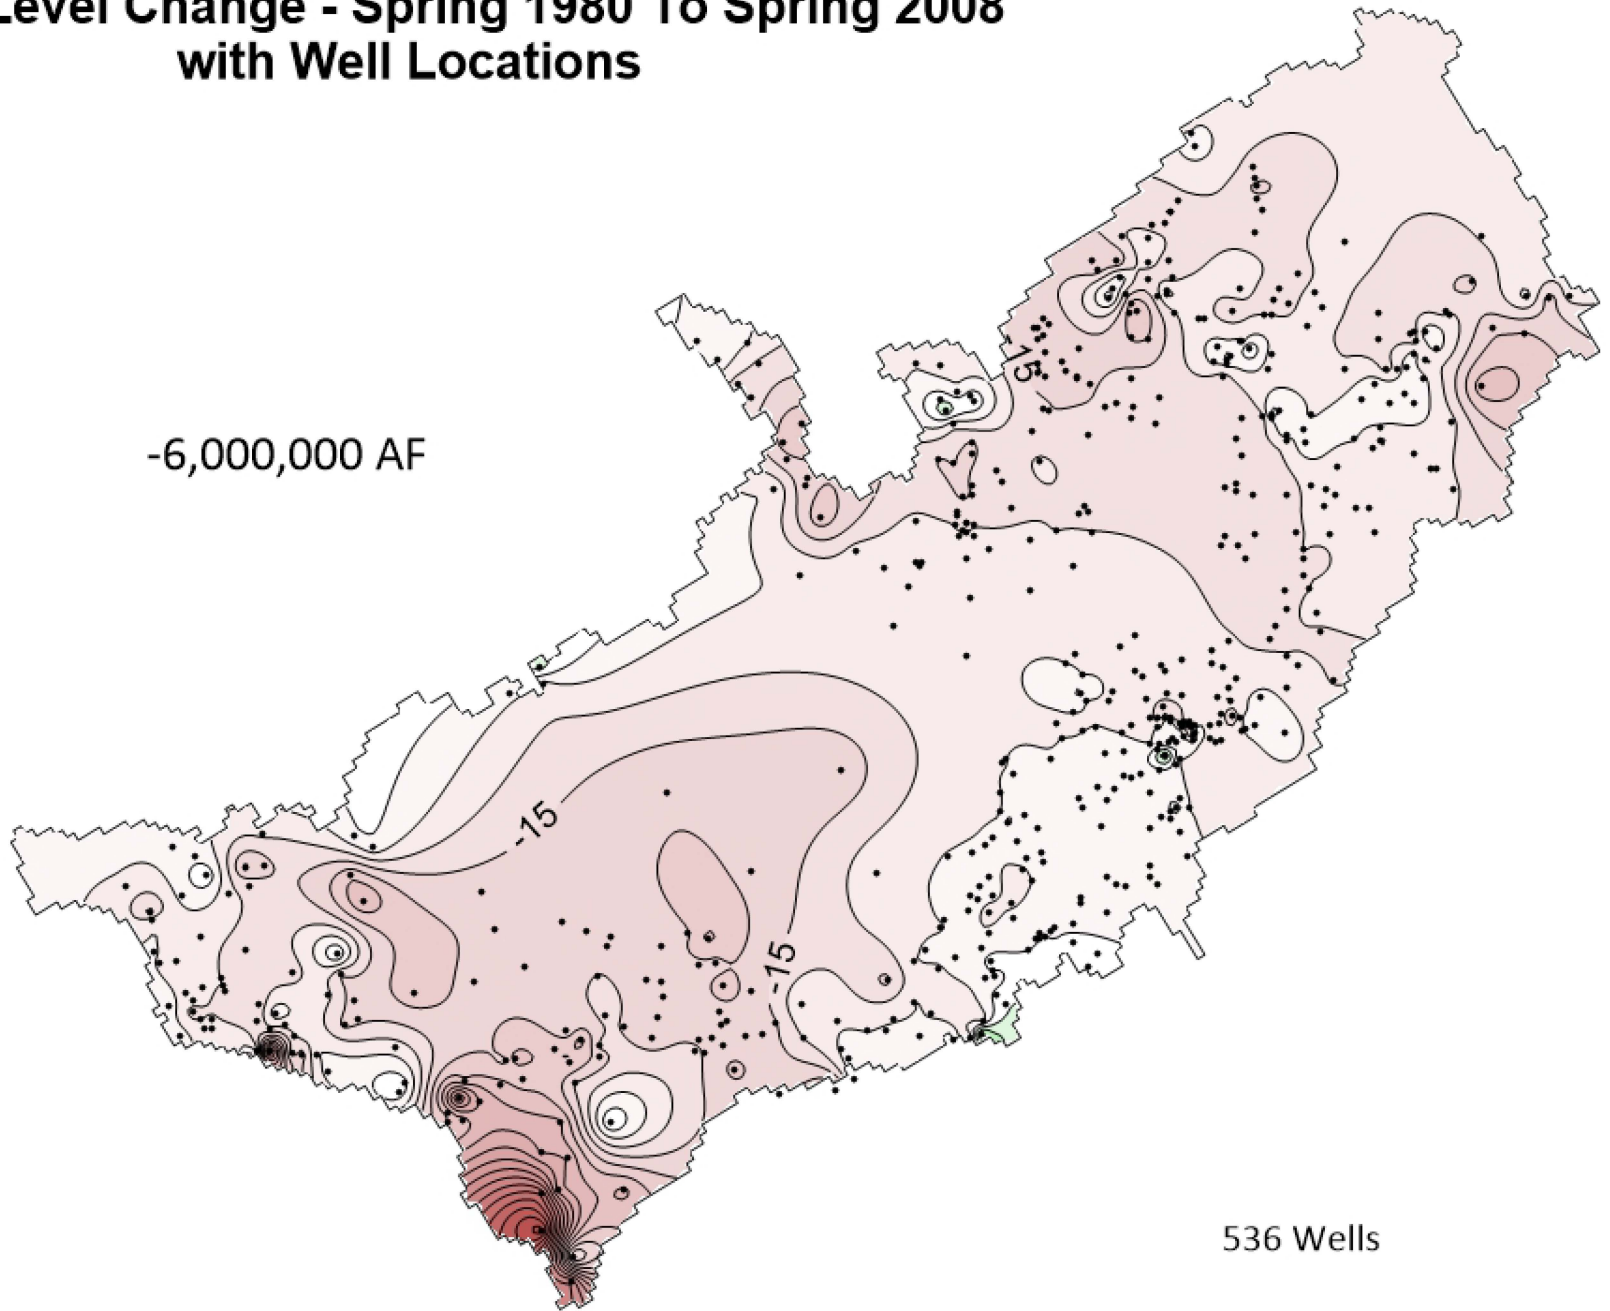 Level Change - Spring 1980 To Spring 2008
with Well Locations
-15
-6,000,000 AF
-15
-15
536 Wells